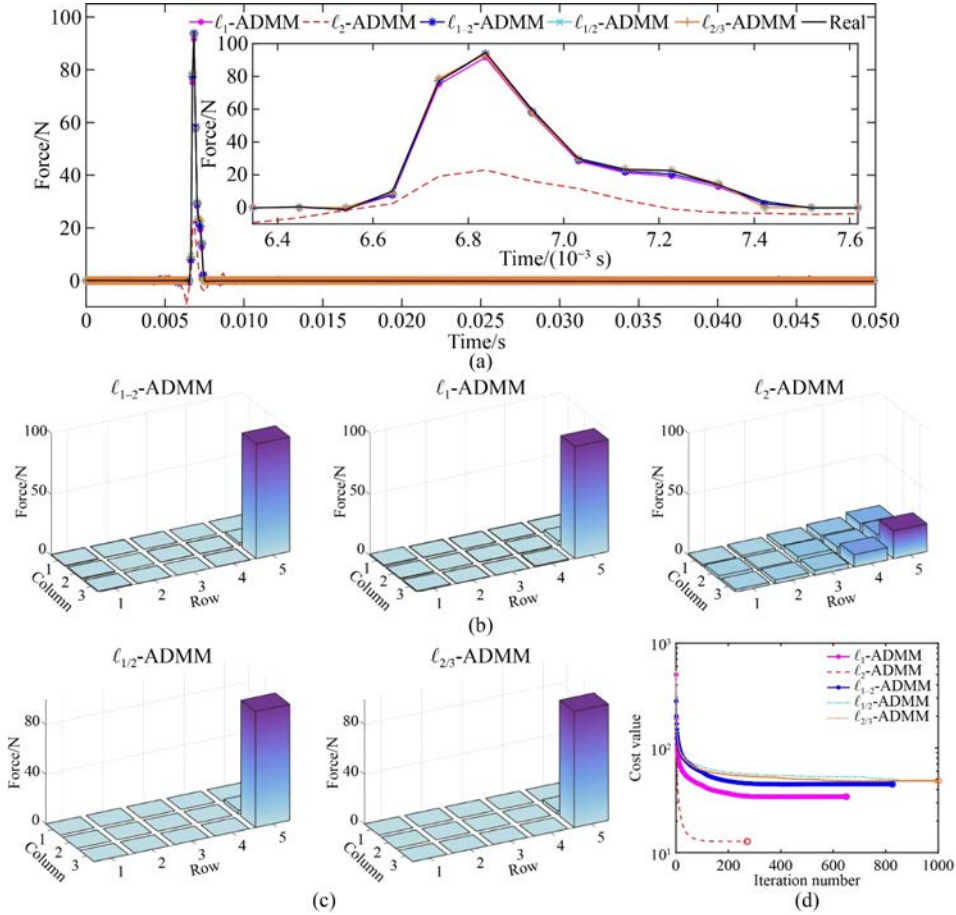 ℓ₁-ADMM ℓ₂-ADMM ℓ₁₋₂-ADMM ℓ₁/₂-ADMM ℓ₂/₃-ADMM Real
100
80
60
40
20
0
Force/N
100
80
60
40
20
0
Force/N
6.4 6.6 6.8 7.0 7.2 7.4 7.6
Time/(10⁻³ s)
0 0.005 0.010 0.015 0.020 0.025 0.030 0.035 0.040 0.045 0.050
Time/s
(a)
ℓ₁₋₂-ADMM
100
50
0
Force/N
1 2 3
Column
1 2 3 4 5
Row
ℓ₁-ADMM
100
50
0
Force/N
1 2 3
Column
1 2 3 4 5
Row
ℓ₂-ADMM
100
50
0
Force/N
1 2 3
Column
1 2 3 4 5
Row
(b)
ℓ₁/₂-ADMM
80
40
0
Force/N
1 2 3
Column
1 2 3 4 5
Row
ℓ₂/₃-ADMM
80
40
0
Force/N
1 2 3
Column
1 2 3 4 5
Row
(c)
10³
10²
10¹
Cost value
ℓ₁-ADMM
ℓ₂-ADMM
ℓ₁₋₂-ADMM
ℓ₁/₂-ADMM
ℓ₂/₃-ADMM
0 200 400 600 800 1000
Iteration number
(d)